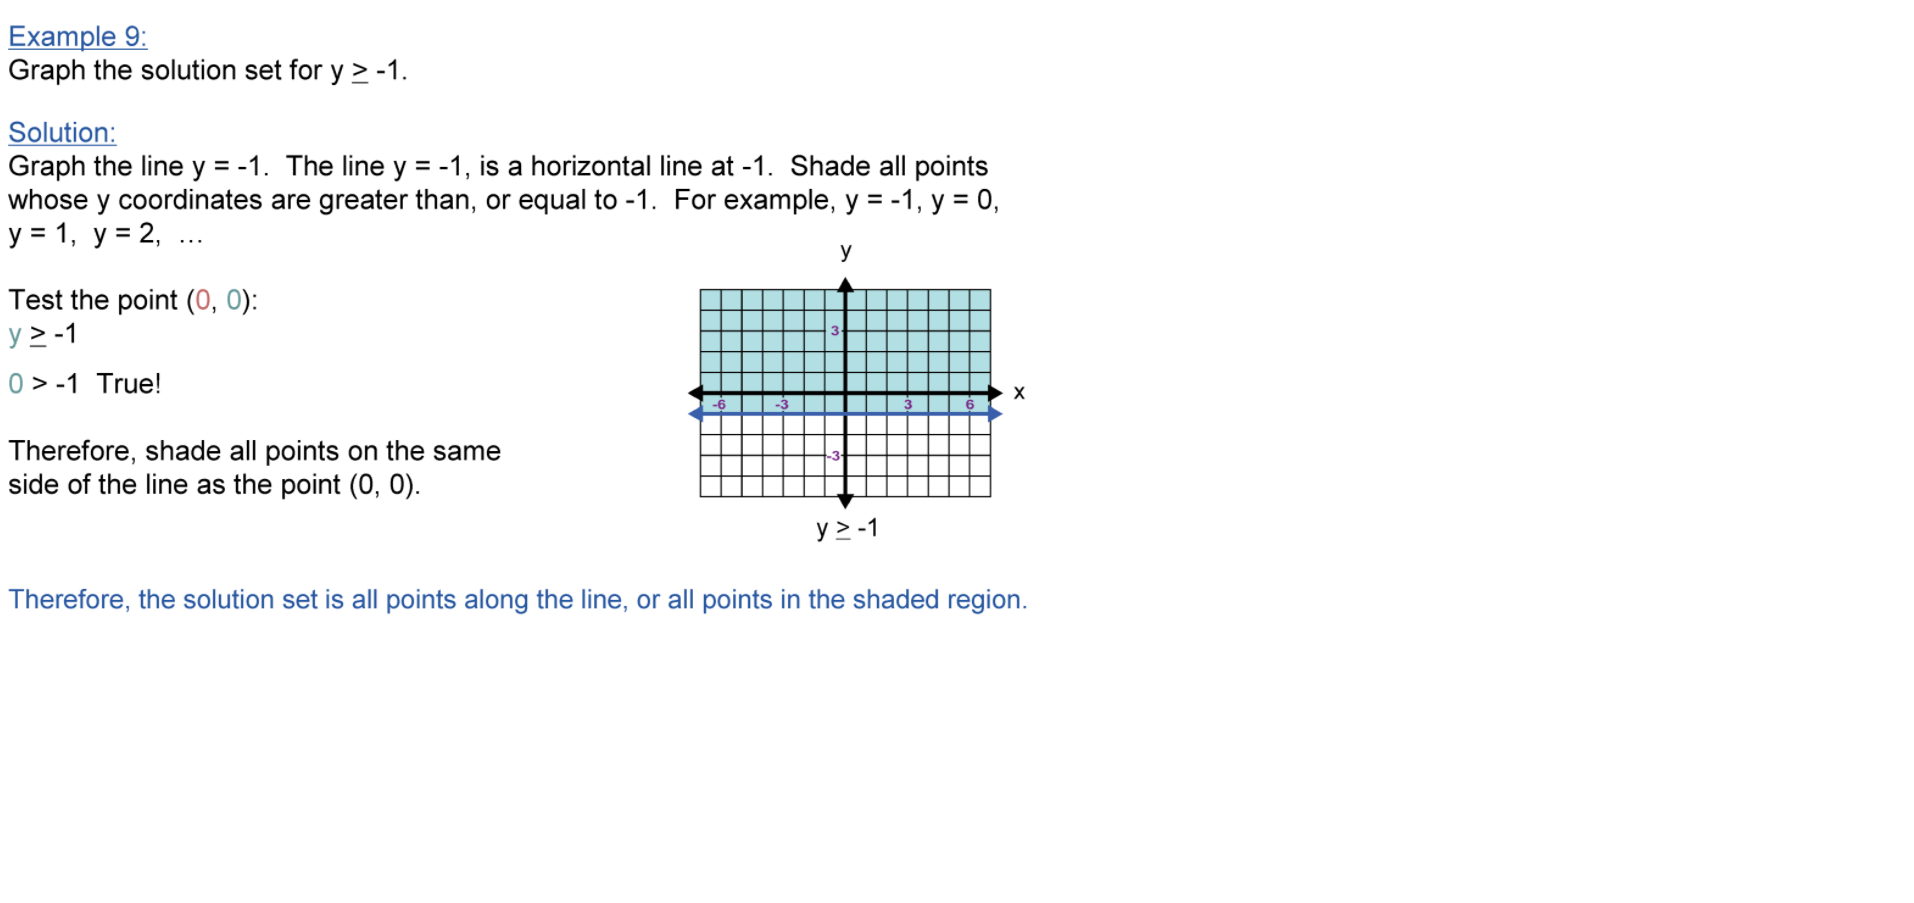 Example 9:
Graph the solution set for y ≥ -1.
Solution:
Graph the line y = -1.  The line y = -1, is a horizontal line at -1.  Shade all points
whose y coordinates are greater than, or equal to -1.  For example, y = -1, y = 0,
y = 1,  y = 2,  ...
Test the point (0, 0):
y ≥ -1
0 > -1  True!
Therefore, shade all points on the same
side of the line as the point (0, 0).
y
3
x
-6 -3 3 6
-3
y ≥ -1
Therefore, the solution set is all points along the line, or all points in the shaded region.